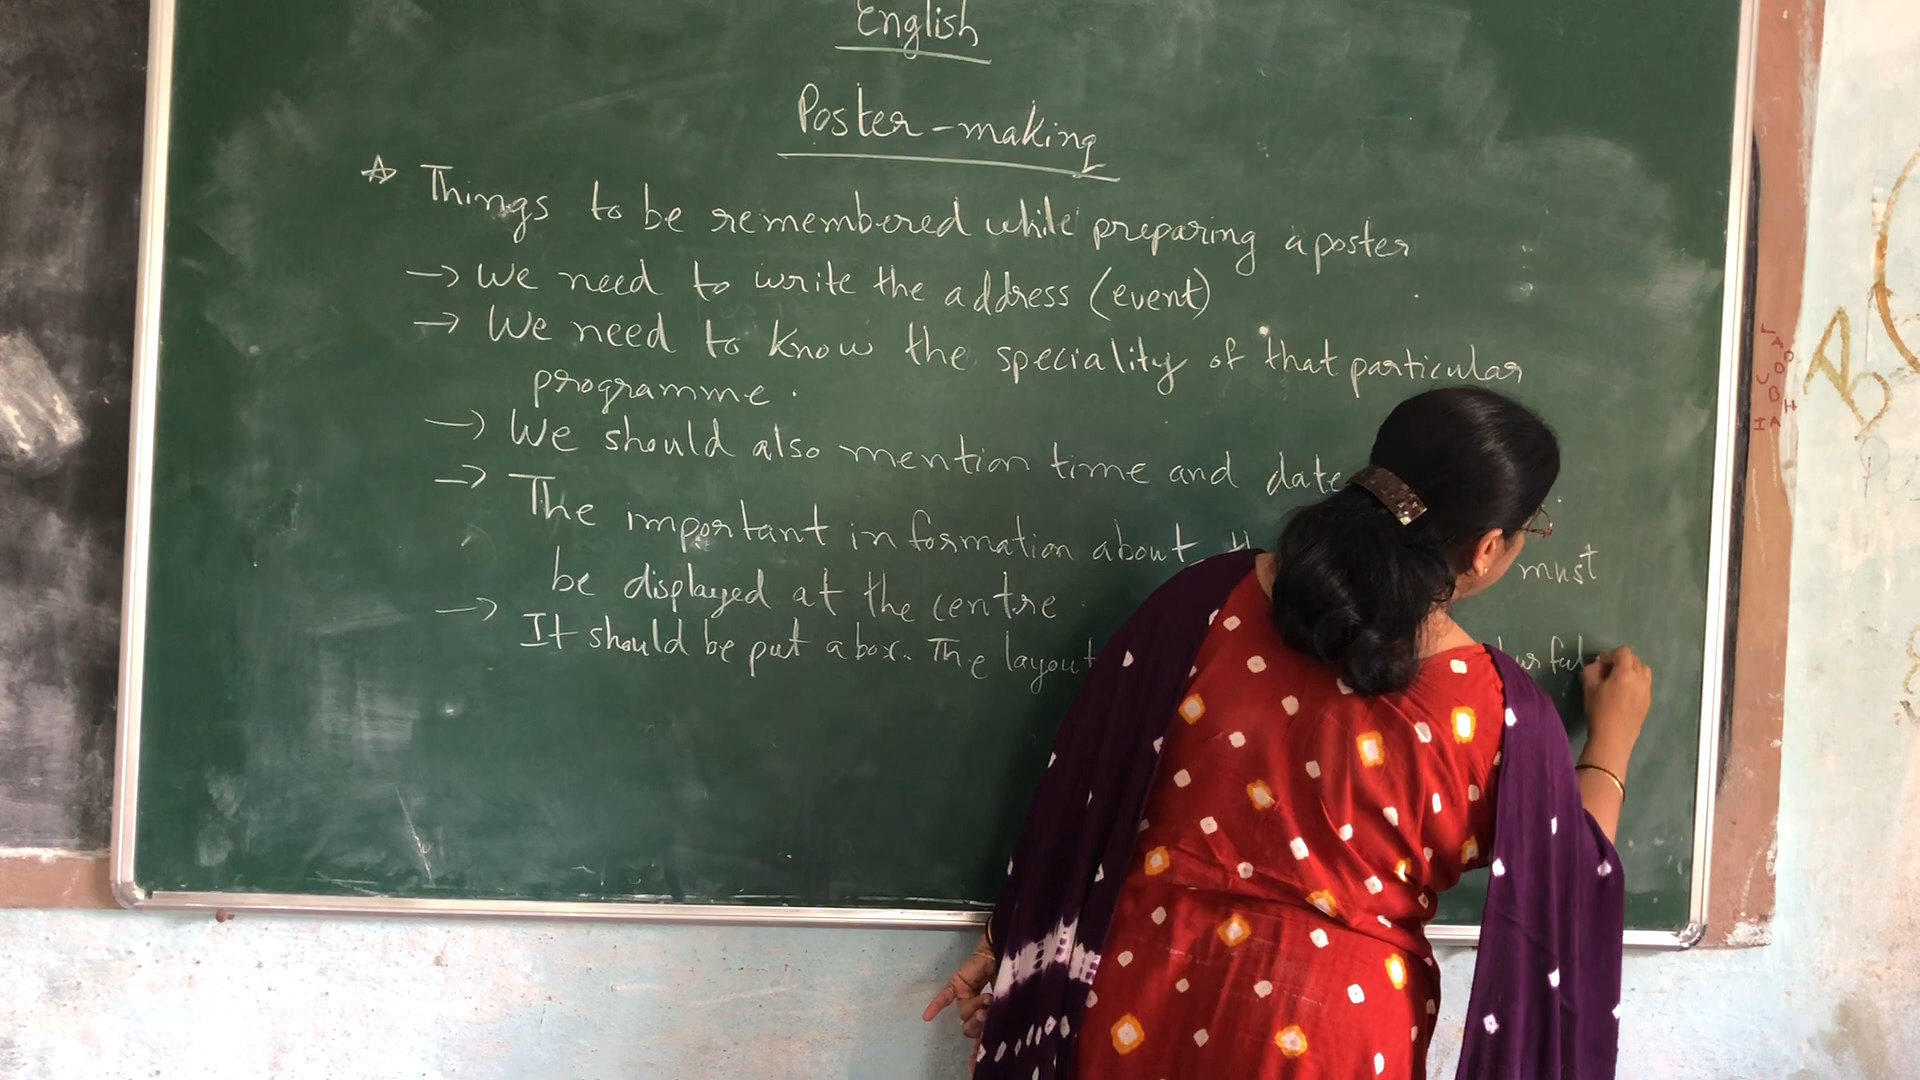 English
Poster-making
☆ Things to be remembered while preparing a poster
→ We need to write the address (event)
→ We need to know the speciality of that particular
programme.
→ We should also mention time and date
→ The important information about must
be displayed at the centre
→ It should be put a box. The layout